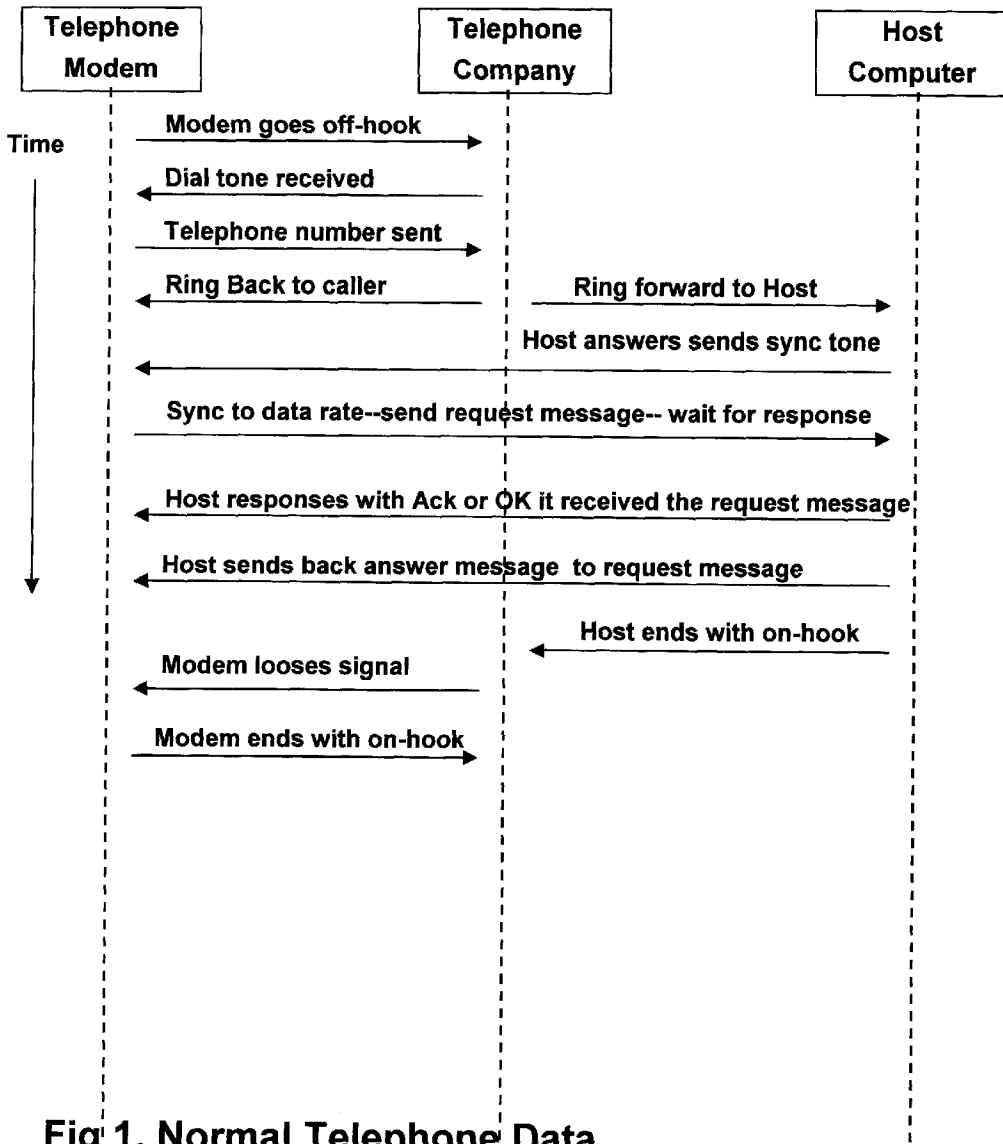 Telephone
Modem
Telephone
Company
Host
Computer
Time
Modem goes off-hook
Dial tone received
Telephone number sent
Ring Back to caller
Ring forward to Host
Host answers sends sync tone
Sync to data rate--send request message-- wait for response
Host responses with Ack or OK it received the request message
Host sends back answer message to request message
Host ends with on-hook
Modem looses signal
Modem ends with on-hook
Fig 1. Normal Telephone Data